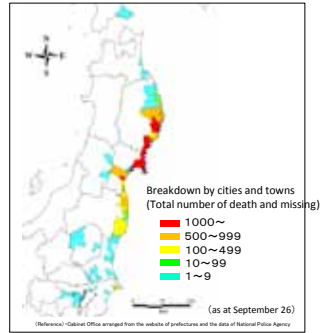 N
W E
S
Breakdown by cities and towns
(Total number of death and missing)
1000～
500～999
100～499
10～99
1～9
(as at September 26)
(Reference) ・Cabinet Office arranged from the website of prefectures and the data of National Police Agency